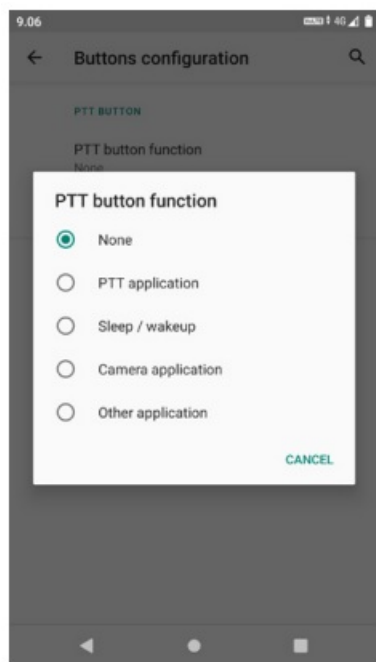 9.06
4G
Buttons configuration
PTT BUTTON
PTT button function
None
PTT button function
None
PTT application
Sleep / wakeup
Camera application
Other application
CANCEL